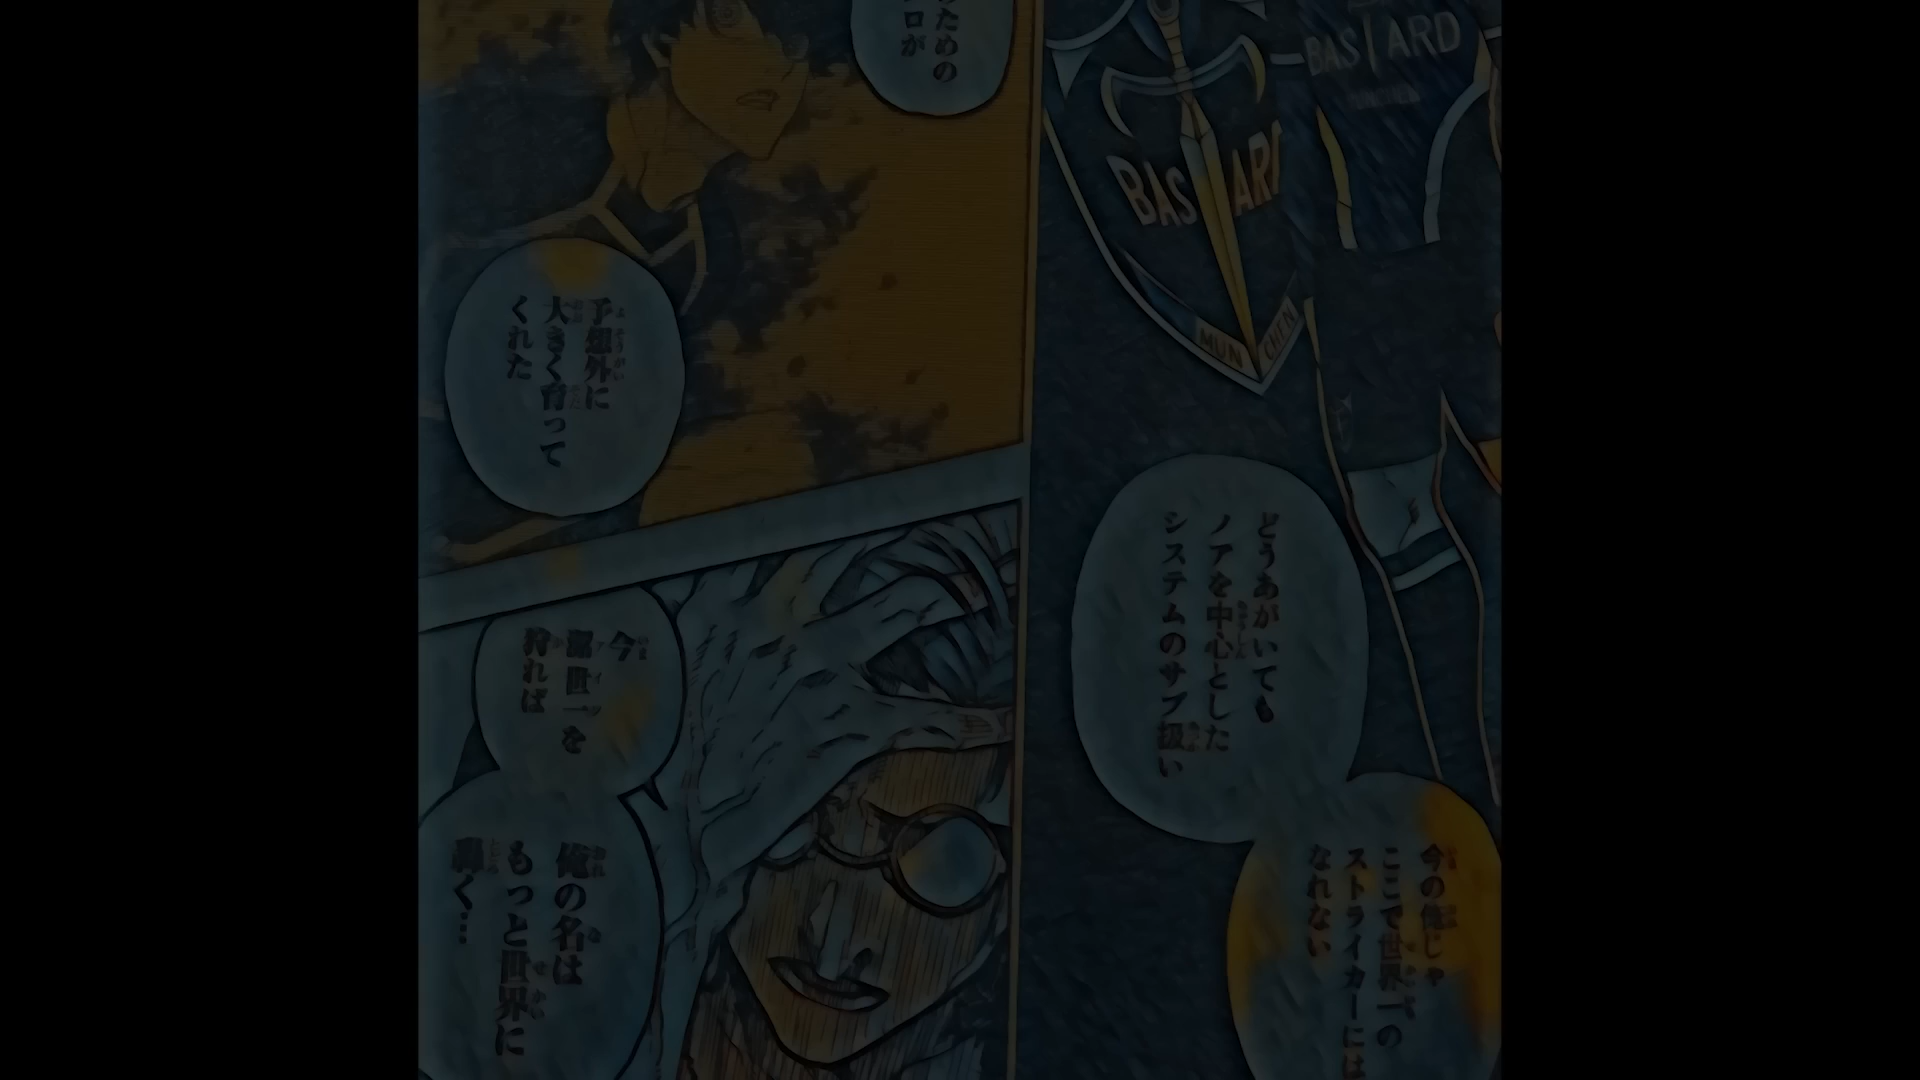 BASTARD
BASTARD
MUN CHEN
どうあがいても
ノアを中心とした
システムのサブ扱い
今の俺じゃ
ここで世界一の
ストライカーには
なれない
ための
ロが
予想外に
大きく育って
くれた
今
潔世一を
狩れば
俺の名は
もっと世界に
轟く…